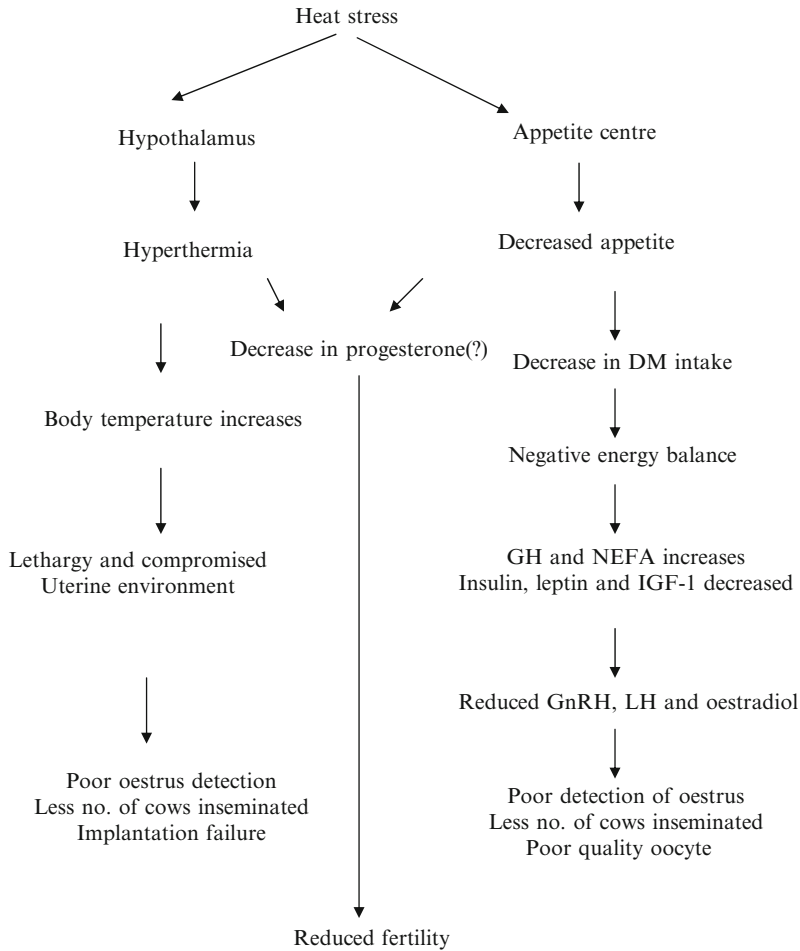 Heat stress
Hypothalamus
Appetite centre
Hyperthermia
Decreased appetite
Decrease in progesterone(?)
Decrease in DM intake
Body temperature increases
Negative energy balance
Lethargy and compromised
Uterine environment
GH and NEFA increases
Insulin, leptin and IGF-1 decreased
Reduced GnRH, LH and oestradiol
Poor oestrus detection
Less no. of cows inseminated
Implantation failure
Poor detection of oestrus
Less no. of cows inseminated
Poor quality oocyte
Reduced fertility